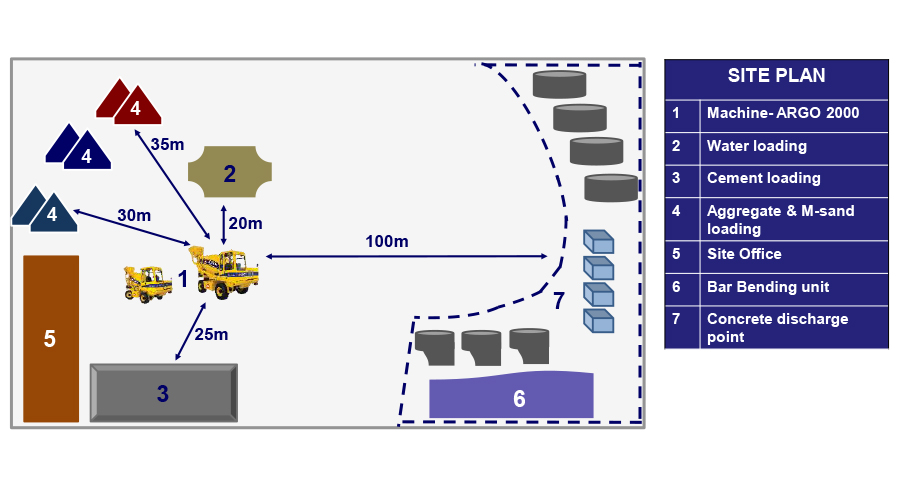 4
35m
4
2
4
30m
20m
100m
1
7
25m
5
3
6
SITE PLAN
1 Machine- ARGO 2000
2 Water loading
3 Cement loading
4 Aggregate & M-sand
loading
5 Site Office
6 Bar Bending unit
7 Concrete discharge
point